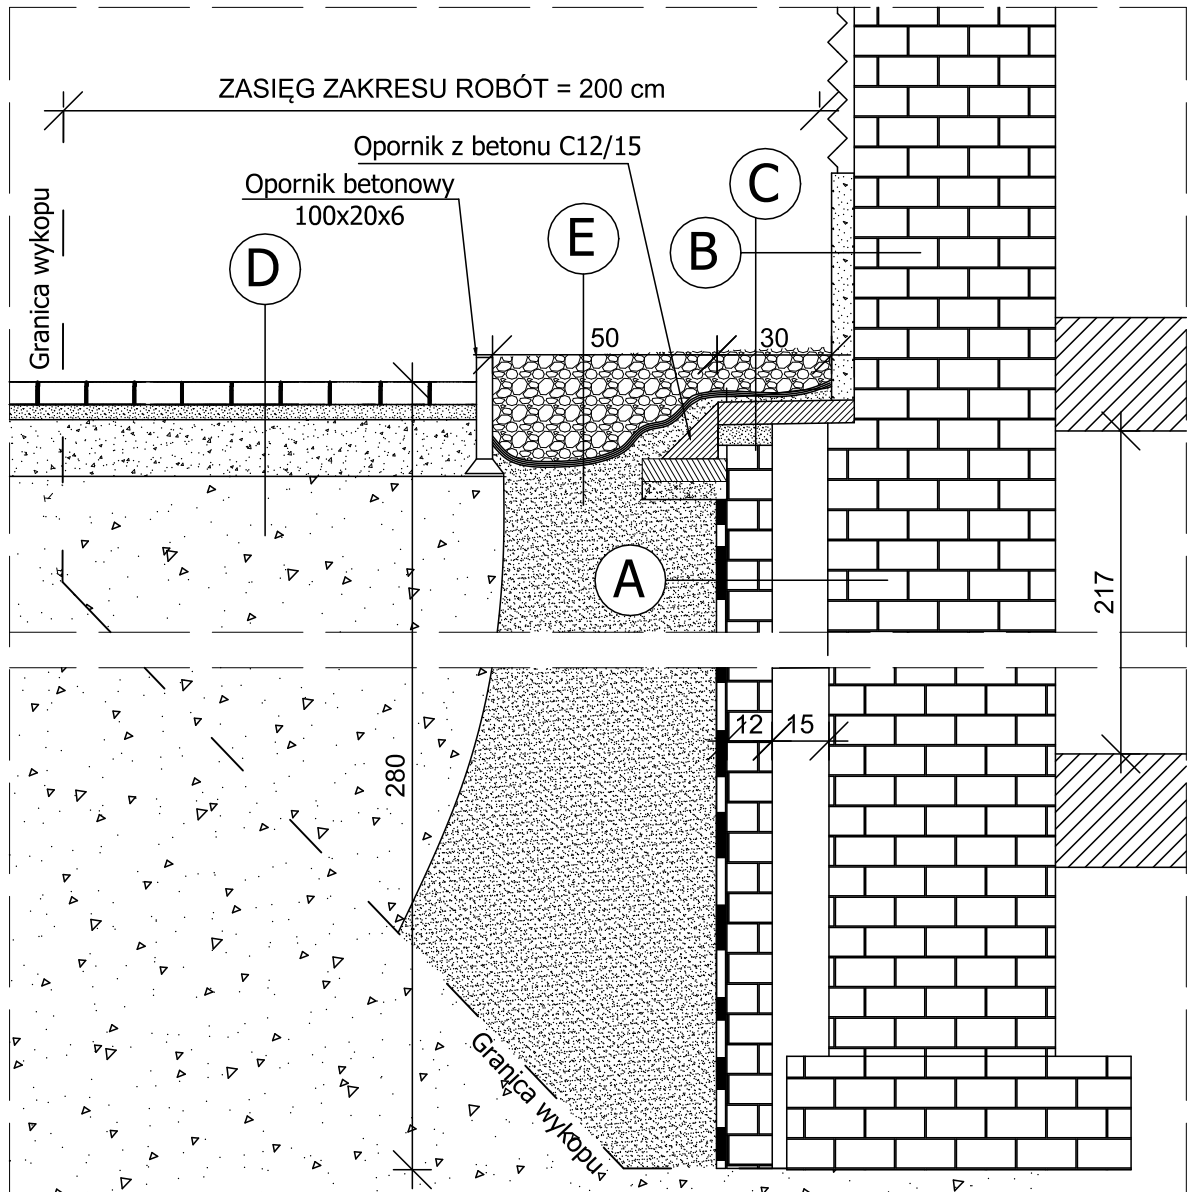 ZASIĘG ZAKRESU ROBÓT = 200 cm
Opornik z betonu C12/15
Opornik betonowy
100x20x6
C
E
B
D
Granica wykopu
50
30
A
217
12
15
280
Granica wykopu